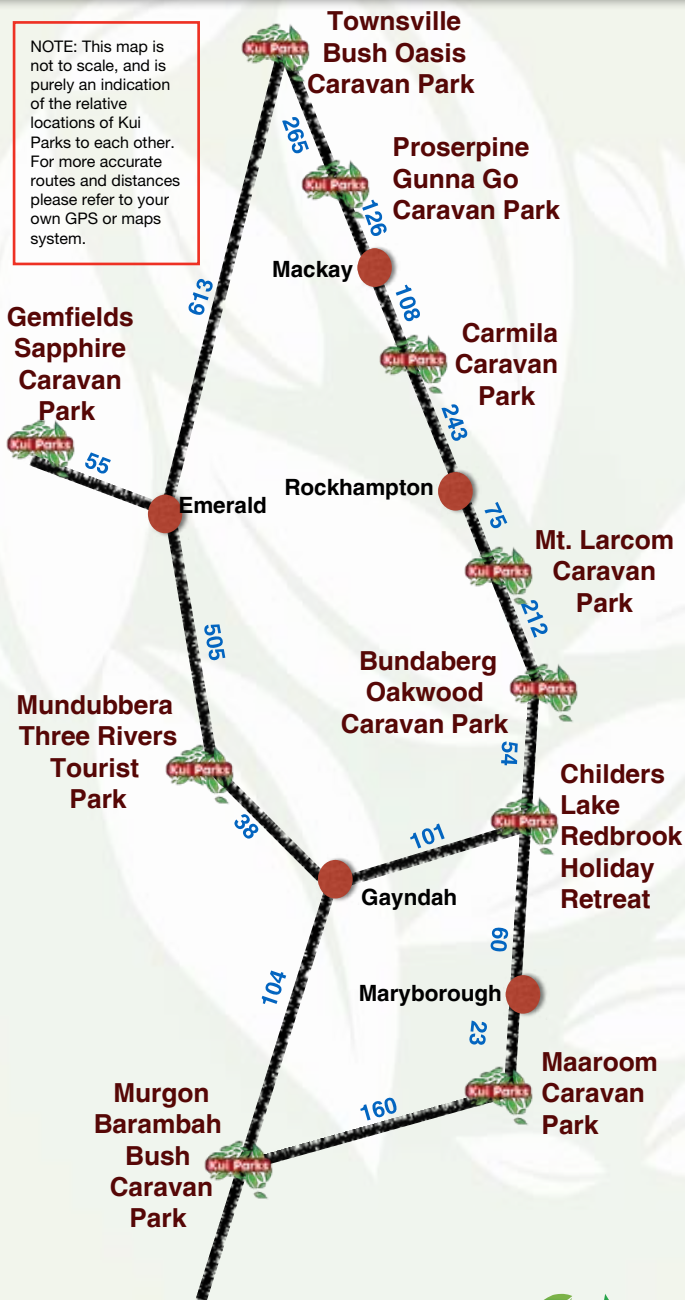 Townsville
Bush Oasis
Caravan Park
Kui Parks
NOTE: This map is
not to scale, and is
purely an indication
of the relative
locations of Kui
Parks to each other.
For more accurate
routes and distances
please refer to your
own GPS or maps
system.
265
Proserpine
Gunna Go
Caravan Park
Kui Parks
126
Mackay
613
108
Gemfields
Sapphire
Caravan
Park
Kui Parks
Carmila
Caravan
Park
Kui Parks
243
55
Emerald
Rockhampton
75
Mt. Larcom
Caravan
Park
Kui Parks
212
505
Bundaberg
Oakwood
Caravan Park
Kui Parks
Mundubbera
Three Rivers
Tourist
Park
Kui Parks
54
Childers
Lake
Redbrook
Holiday
Retreat
Kui Parks
38
101
Gayndah
60
104
Maryborough
23
Maaroom
Caravan
Park
Kui Parks
160
Murgon
Barambah
Bush
Caravan
Park
Kui Parks